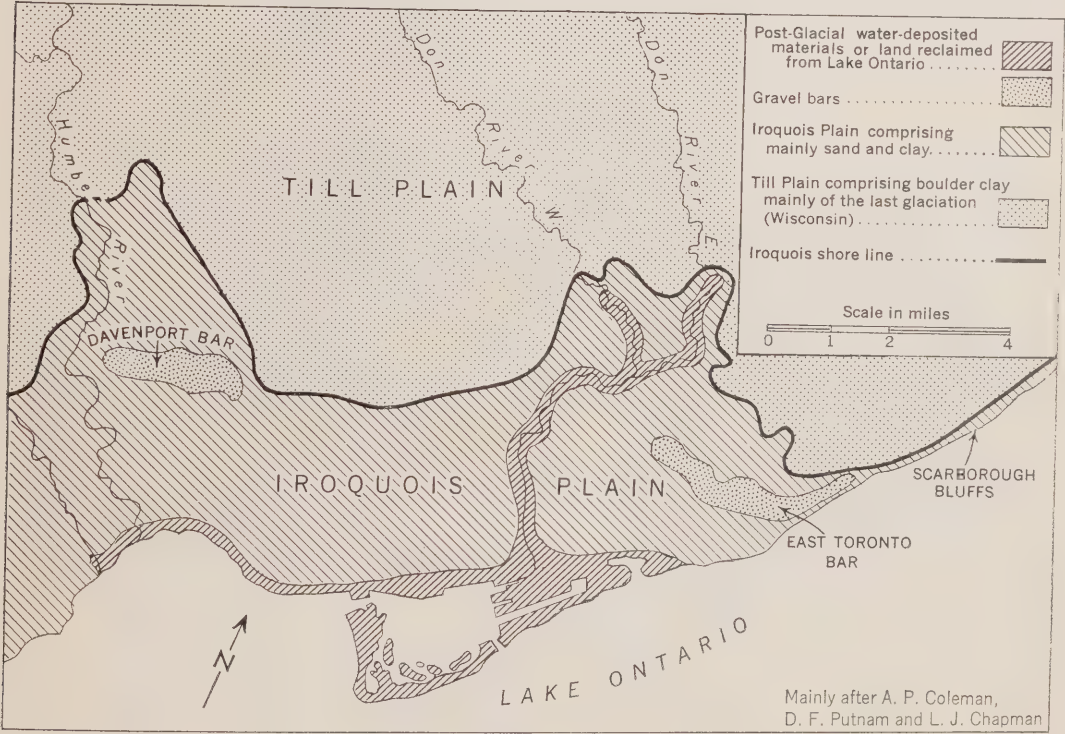 Post-Glacial water-deposited
materials or land reclaimed
from Lake Ontario ........
Gravel bars ..............
Iroquois Plain comprising
mainly sand and clay.......
Till Plain comprising boulder clay
mainly of the last glaciation
(Wisconsin) .............
Iroquois shore line ...........
Scale in miles
0 1 2 4
Humber
River
Don
River
W.
Don
River
E.
TILL PLAIN
DAVENPORT BAR
IROQUOIS PLAIN
SCARBOROUGH
BLUFFS
EAST TORONTO
BAR
N
LAKE ONTARIO
Mainly after A. P. Coleman,
D. F. Putnam and L. J. Chapman